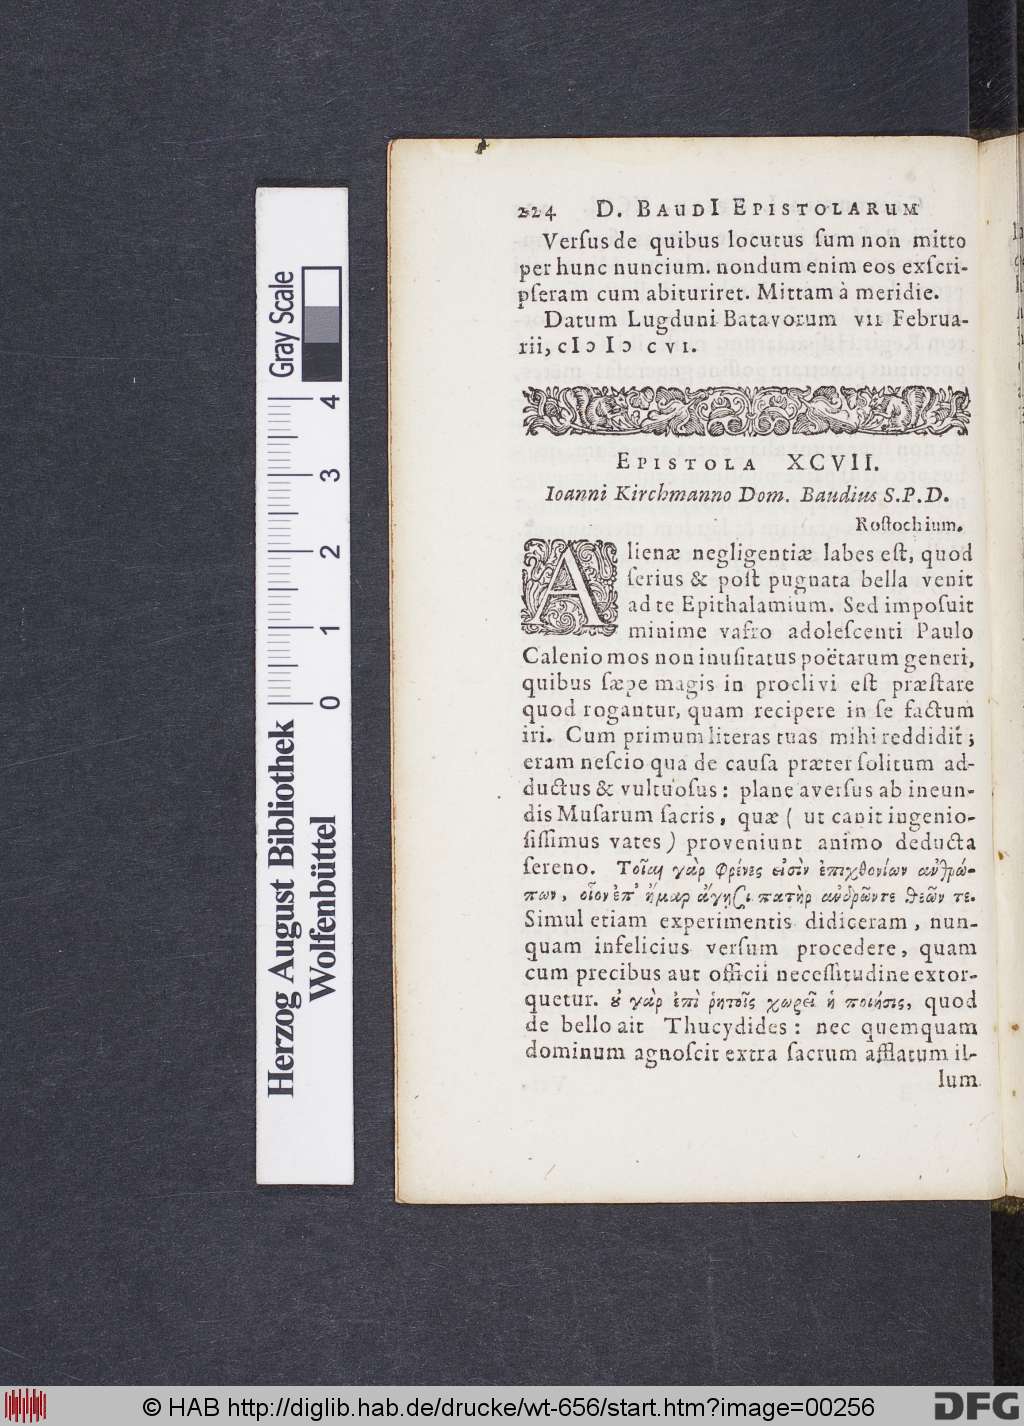 224 D. BAUDI EPISTOLARUM
Verſus de quibus locutus ſum non mitto
per hunc nuncium. nondum enim eos exſcri-
pſeram cum abituriret. Mittam à meridie.
Datum Lugduni Batavorum VII Februa-
rii, cIɔ Iɔ CVI.
EPISTOLA XCVII.
Ioanni Kirchmanno Dom. Baudius S.P.D.
Roſtochium.
Alienæ negligentiæ labes eſt, quod
ſerius & poſt pugnata bella venit
ad te Epithalamium. Sed impoſuit
minime vafro adoleſcenti Paulo
Calenio mos non inuſitatus poëtarum generi,
quibus ſæpe magis in proclivi eſt præſtare
quod rogantur, quam recipere in ſe factum
iri. Cum primum literas tuas mihi reddidit;
eram neſcio qua de cauſa præter ſolitum ad-
ductus & vultuoſus: plane averſus ab ineun-
dis Muſarum ſacris, quæ ( ut canit ingenio-
ſiſſimus vates ) proveniunt animo deducta
ſereno. Τοῖαι γὰρ φρένες εἰσὶν ἐπιχθονίων ἀνθρώ-
πων, οἷον ἐπ' ἤμαρ ἄγῃσι πατὴρ ἀνδρῶντε θεῶν τε.
Simul etiam experimentis didiceram, nun-
quam infelicius verſum procedere, quam
cum precibus aut officii neceſſitudine extor-
quetur. ȣ γὰρ ἐπὶ ῥητοῖς χωρεῖ ἡ ποιήσις, quod
de bello ait Thucydides: nec quemquam
dominum agnoſcit extra ſacrum afflatum il-
lum
Gray Scale
4 3 2 1 0
Herzog August Bibliothek
Wolfenbüttel
© HAB http://diglib.hab.de/drucke/wt-656/start.htm?image=00256
DFG